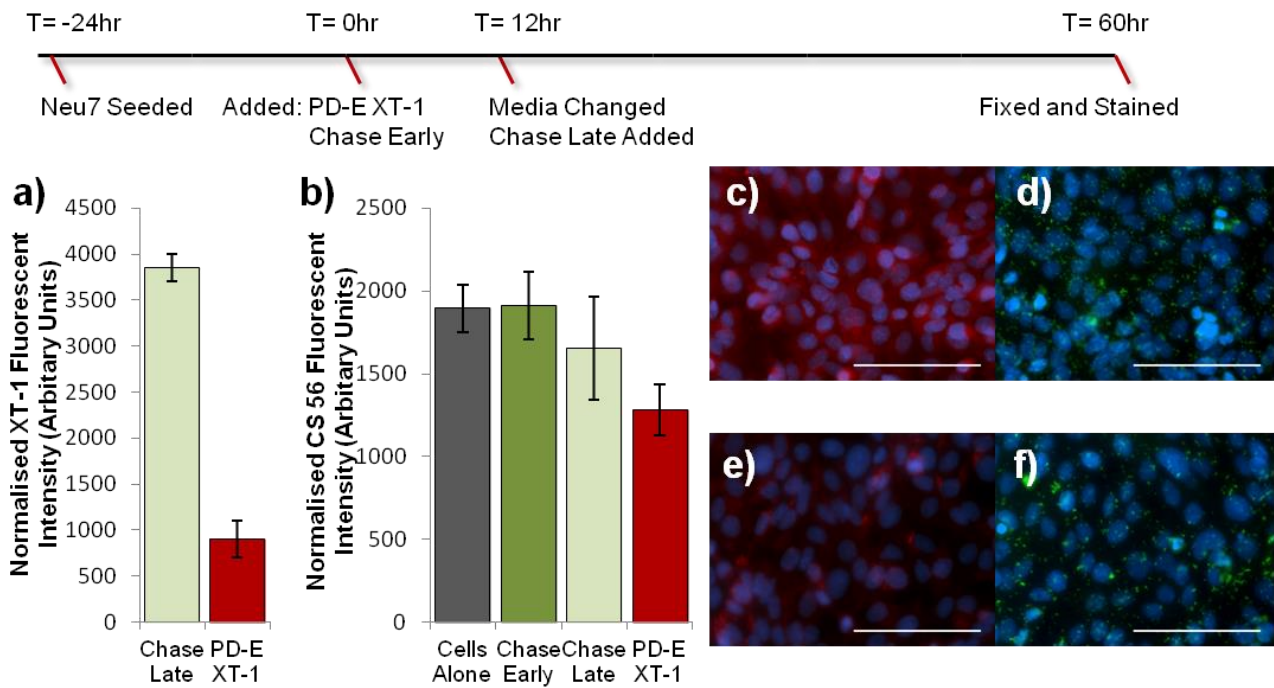 T= -24hr
T= 0hr
T= 12hr
T= 60hr
Neu7 Seeded
Added: PD-E XT-1
Chase Early
Media Changed
Chase Late Added
Fixed and Stained
a)
Normalised XT-1 Fluorescent
Intensity (Arbitary Units)
4500
4000
3500
3000
2500
2000
1500
1000
500
0
Chase
Late
PD-E
XT-1
b)
Normalised CS 56 Fluorescent
Intensity (Arbitary Units)
2500
2000
1500
1000
500
0
Cells
Alone
Chase
Early
Chase
Late
PD-E
XT-1
c)
d)
e)
f)